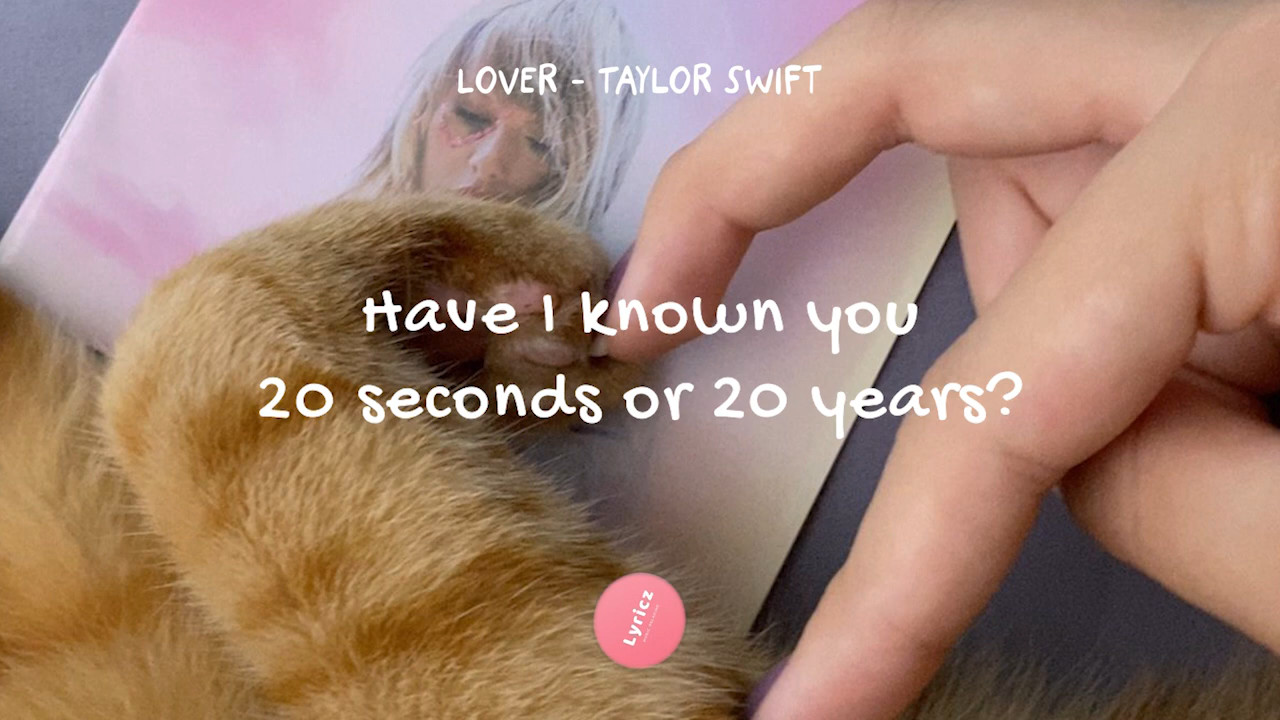 LOVER - TAYLOR SWIFT
Have I known you
20 seconds or 20 years?
Lyricz